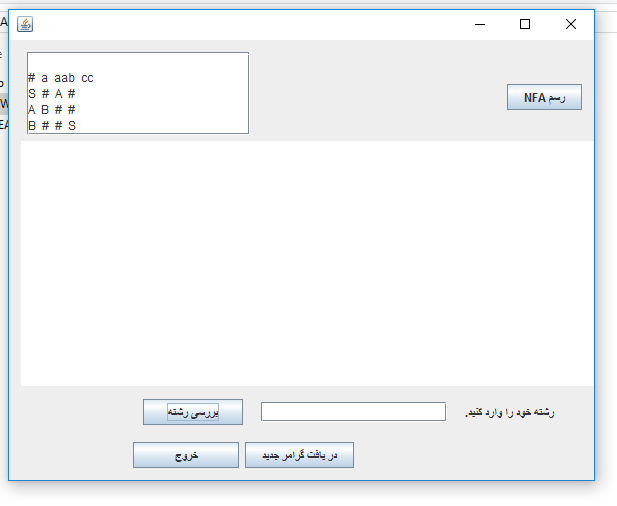 # a aab cc
S # A #
A B # #
B # # S
رسم NFA
رشته خود را وارد کنید.
بررسی رشته
در یافت گرامر جدید
خروج